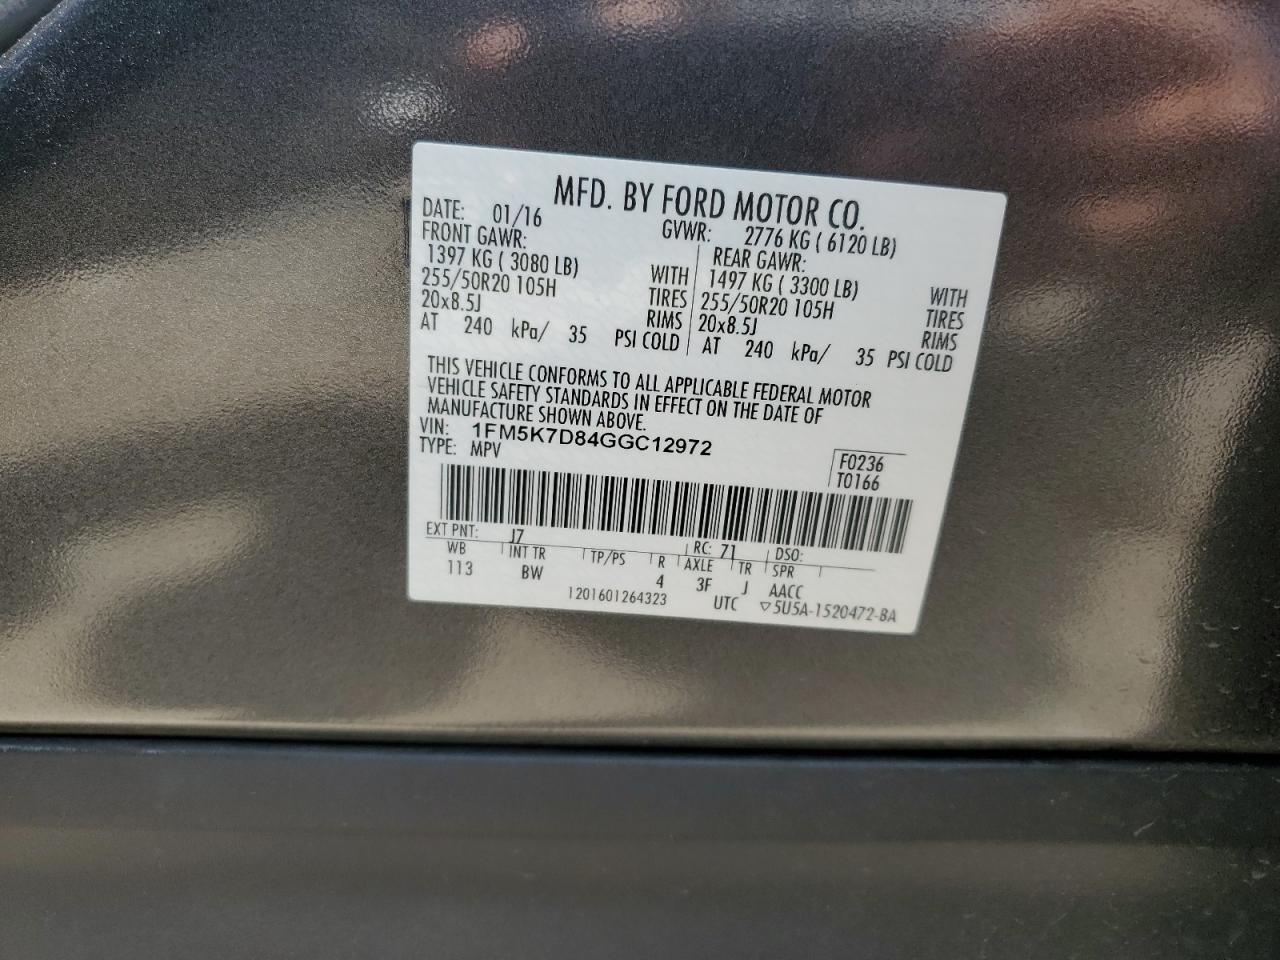 MFD. BY FORD MOTOR CO.
DATE: 01/16 GVWR: 2776 KG ( 6120 LB)
FRONT GAWR: REAR GAWR:
1397 KG ( 3080 LB) WITH 1497 KG ( 3300 LB) WITH
255/50R20 105H TIRES 255/50R20 105H TIRES
20x8.5J RIMS 20x8.5J RIMS
AT 240 kPa/ 35 PSI COLD AT 240 kPa/ 35 PSI COLD
THIS VEHICLE CONFORMS TO ALL APPLICABLE FEDERAL MOTOR
VEHICLE SAFETY STANDARDS IN EFFECT ON THE DATE OF
MANUFACTURE SHOWN ABOVE.
VIN: 1FM5K7D84GGC12972
TYPE: MPV F0236
T0166
EXT PNT: J7 RC: 71 DSO:
WB INT TR TP/PS R AXLE TR SPR
113 BW 4 3F J AACC
1201601264323 UTC ▽5U5A-1520472-BA